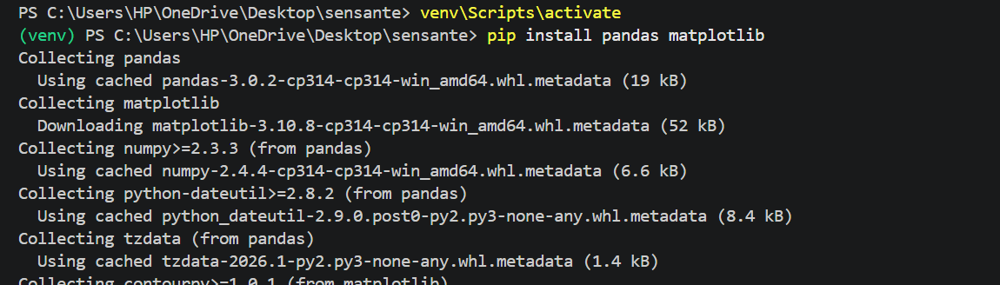 PS C:\Users\HP\OneDrive\Desktop\sensante> venv\Scripts\activate
(venv) PS C:\Users\HP\OneDrive\Desktop\sensante> pip install pandas matplotlib
Collecting pandas
  Using cached pandas-3.0.2-cp314-cp314-win_amd64.whl.metadata (19 kB)
Collecting matplotlib
  Downloading matplotlib-3.10.8-cp314-cp314-win_amd64.whl.metadata (52 kB)
Collecting numpy>=2.3.3 (from pandas)
  Using cached numpy-2.4.4-cp314-cp314-win_amd64.whl.metadata (6.6 kB)
Collecting python-dateutil>=2.8.2 (from pandas)
  Using cached python_dateutil-2.9.0.post0-py2.py3-none-any.whl.metadata (8.4 kB)
Collecting tzdata (from pandas)
  Using cached tzdata-2026.1-py2.py3-none-any.whl.metadata (1.4 kB)
Collecting contourpy>=1.0.1 (from matplotlib)